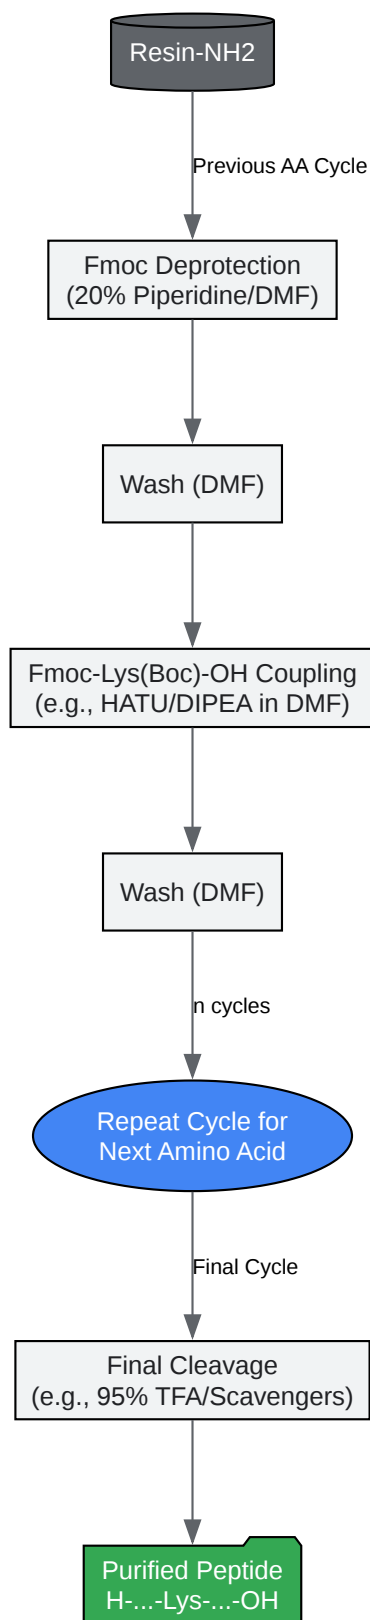 Resin-NH2
Previous AA Cycle
Fmoc Deprotection
(20% Piperidine/DMF)
Wash (DMF)
Fmoc-Lys(Boc)-OH Coupling
(e.g., HATU/DIPEA in DMF)
Wash (DMF)
n cycles
Repeat Cycle for
Next Amino Acid
Final Cycle
Final Cleavage
(e.g., 95% TFA/Scavengers)
Purified Peptide
H-...-Lys-...-OH